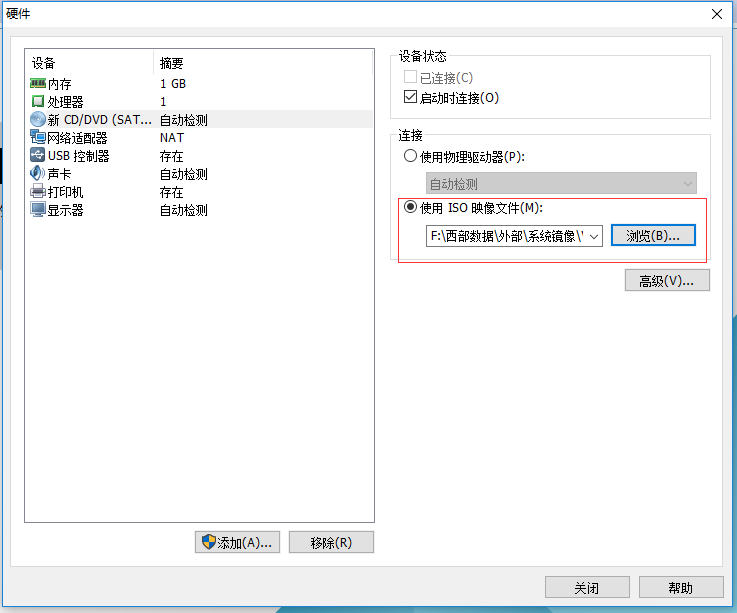 硬件
设备 摘要
内存 1 GB
处理器 1
新 CD/DVD (SAT... 自动检测
网络适配器 NAT
USB 控制器 存在
声卡 自动检测
打印机 存在
显示器 自动检测
添加(A)...
移除(R)
设备状态
已连接(C)
启动时连接(O)
连接
使用物理驱动器(P):
自动检测
使用 ISO 映像文件(M):
F:\西部数据\外部\系统镜像\
浏览(B)...
高级(V)...
关闭
帮助